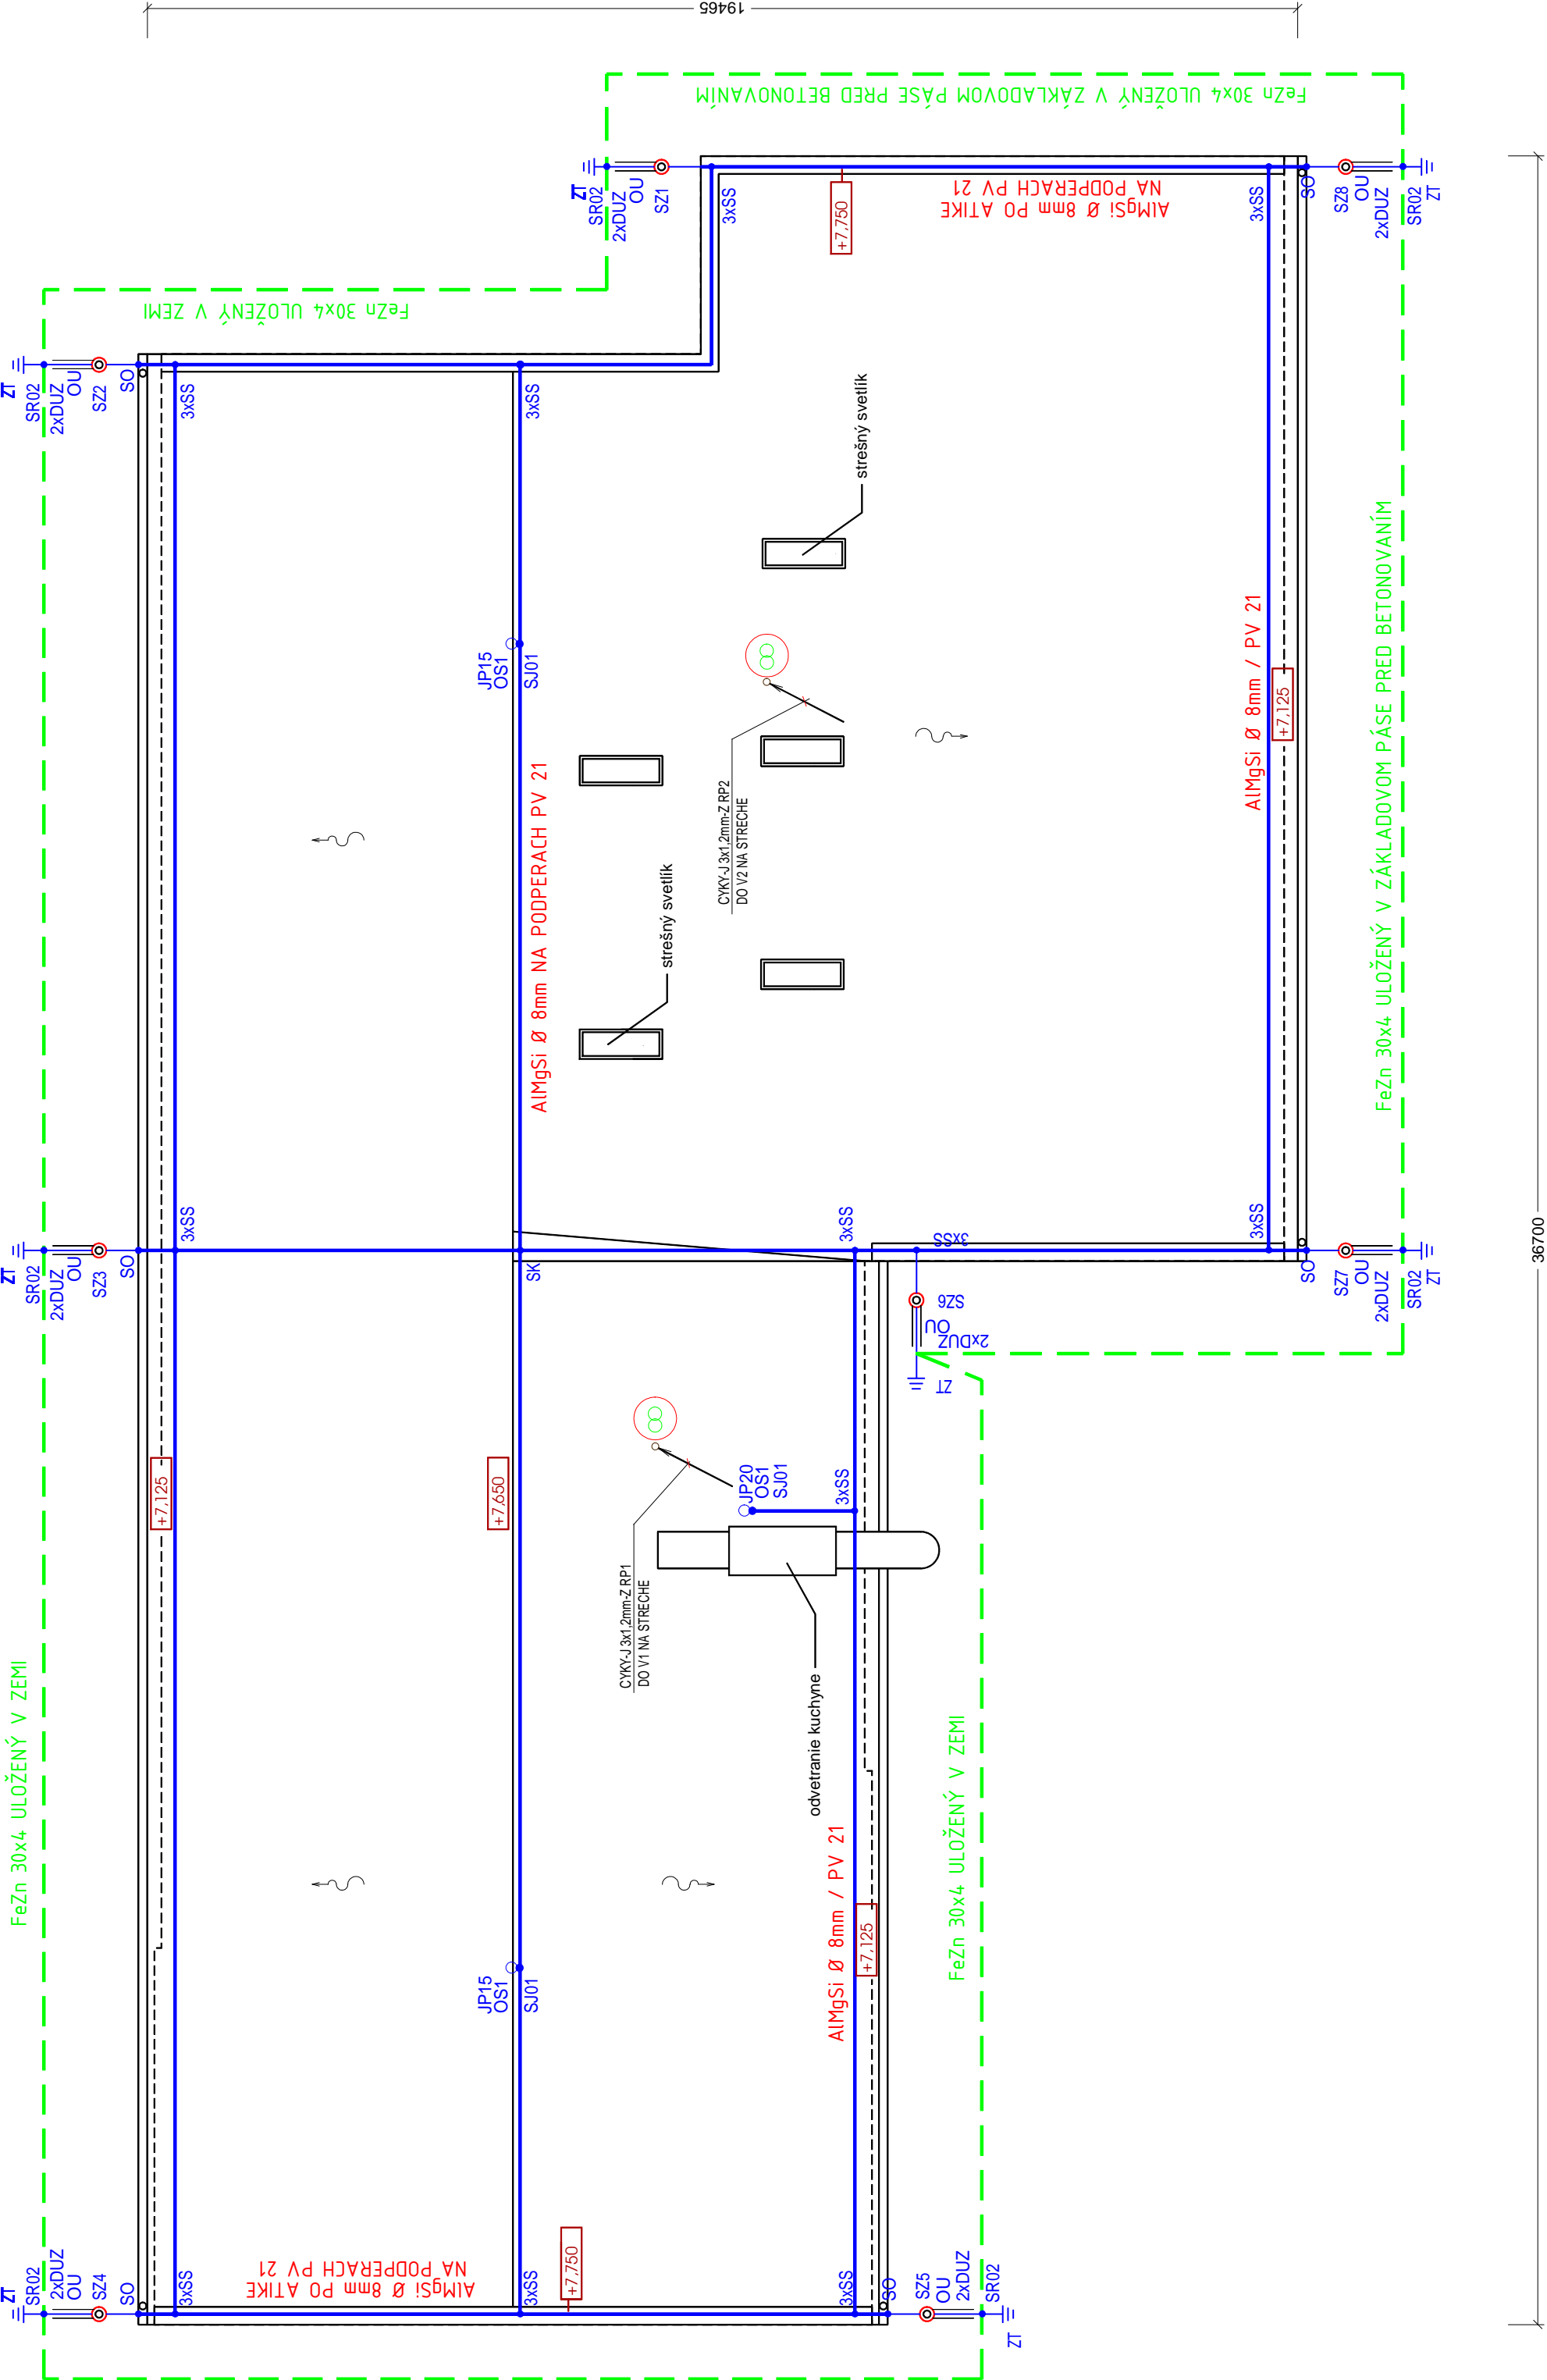 19465
FeZn 30x4 ULOŽENÝ V ZÁKLADOVOM PÁSE PRED BETONOVANÍM
ZT
SR02
2xDUZ
OU
SZ1
3xSS
+7,750
AlMgSi Ø 8mm PO ATIKE
NA PODPERACH PV 21
3xSS
SO
SZ8
OU
2xDUZ
SR02
ZT
FeZn 30x4 ULOŽENÝ V ZEMI
ZT
SR02
2xDUZ
OU
SZ2
SO
3xSS
3xSS
strešný svetlík
JP15
OS1
SJ01
AlMgSi Ø 8mm NA PODPERACH PV 21
CYKY-J 3x1,2mm-Z RP2
DO V2 NA STRECHE
strešný svetlík
AlMgSi Ø 8mm / PV 21
+7,125
FeZn 30x4 ULOŽENÝ V ZÁKLADOVOM PÁSE PRED BETONOVANÍM
36700
ZT
SR02
2xDUZ
OU
SZ3
SO
3xSS
SK
3xSS
3xSS
3xSS
SO
SZ7
OU
2xDUZ
SR02
ZT
SZ6
OU
2xDUZ
ZT
+7,125
+7,650
JP20
OS1
SJ01
3xSS
CYKY-J 3x1,2mm-Z RP1
DO V1 NA STRECHE
odvetranie kuchyne
FeZn 30x4 ULOŽENÝ V ZEMI
FeZn 30x4 ULOŽENÝ V ZEMI
AlMgSi Ø 8mm / PV 21
+7,125
JP15
OS1
SJ01
ZT
SR02
2xDUZ
OU
SZ4
SO
3xSS
AlMgSi Ø 8mm PO ATIKE
NA PODPERACH PV 21
3xSS
+7,750
3xSS
SO
SZ5
OU
2xDUZ
SR02
ZT